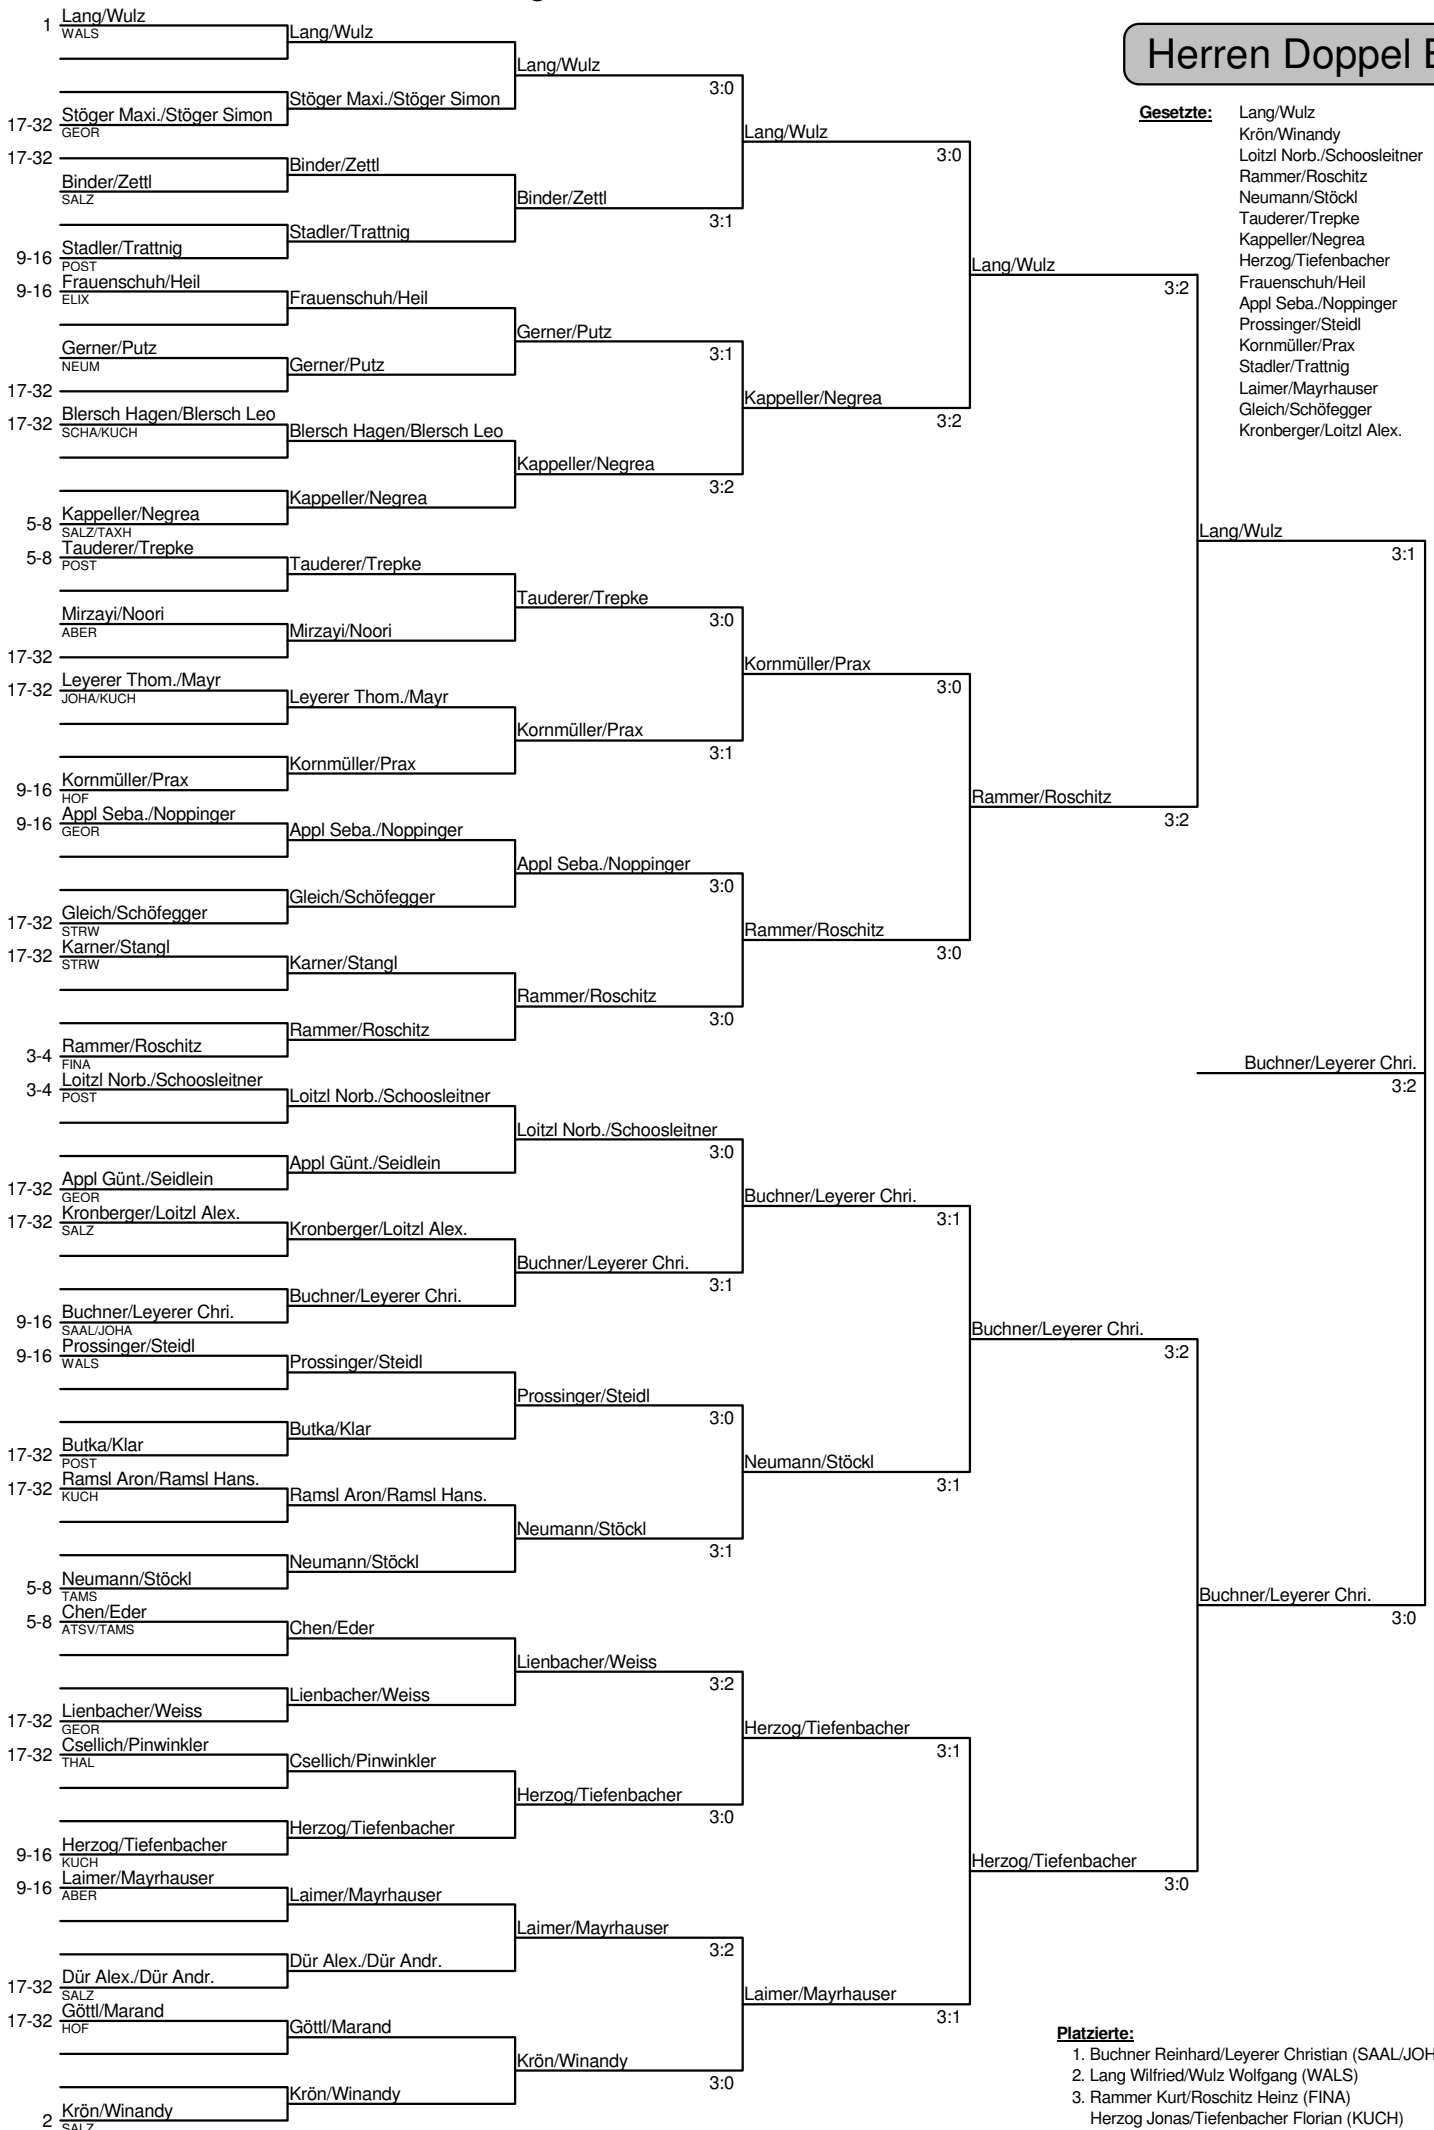 Herren Doppel
Gesetzte: Lang/Wulz
Krön/Winandy
Loitzl Norb./Schoosleitner
Rammer/Roschitz
Neumann/Stöckl
Tauderer/Trepke
Kappeller/Negrea
Herzog/Tiefenbacher
Frauenschuh/Heil
Appl Seba./Noppinger
Prossinger/Steidl
Kornmüller/Prax
Stadler/Trattnig
Laimer/Mayrhauser
Gleich/Schöfegger
Kronberger/Loitzl Alex.
1 Lang/Wulz
WALS
17-32 Stöger Maxi./Stöger Simon
GEOR
17-32
Binder/Zettl
SALZ
9-16 Stadler/Trattnig
POST
9-16 Frauenschuh/Heil
ELIX
Gerner/Putz
NEUM
17-32
17-32 Blersch Hagen/Blersch Leo
SCHA/KUCH
5-8 Kappeller/Negrea
SALZ/TAXH
5-8 Tauderer/Trepke
POST
Mirzayi/Noori
ABER
17-32
17-32 Leyerer Thom./Mayr
JOHA/KUCH
9-16 Kornmüller/Prax
HOF
9-16 Appl Seba./Noppinger
GEOR
17-32 Gleich/Schöfegger
STRW
17-32 Karner/Stangl
STRW
3-4 Rammer/Roschitz
FINA
3-4 Loitzl Norb./Schoosleitner
POST
17-32 Appl Günt./Seidlein
GEOR
17-32 Kronberger/Loitzl Alex.
SALZ
9-16 Buchner/Leyerer Chri.
SAAL/JOHA
9-16 Prossinger/Steidl
WALS
17-32 Butka/Klar
POST
17-32 Ramsl Aron/Ramsl Hans.
KUCH
5-8 Neumann/Stöckl
TAMS
5-8 Chen/Eder
ATSV/TAMS
17-32 Lienbacher/Weiss
GEOR
17-32 Csellich/Pinwinkler
THAL
9-16 Herzog/Tiefenbacher
KUCH
9-16 Laimer/Mayrhauser
ABER
17-32 Dür Alex./Dür Andr.
SALZ
17-32 Göttl/Marand
HOF
2 Krön/Winandy
SALZ
Lang/Wulz
Stöger Maxi./Stöger Simon
Binder/Zettl
Stadler/Trattnig
Frauenschuh/Heil
Gerner/Putz
Blersch Hagen/Blersch Leo
Kappeller/Negrea
Tauderer/Trepke
Mirzayi/Noori
Leyerer Thom./Mayr
Kornmüller/Prax
Appl Seba./Noppinger
Gleich/Schöfegger
Karner/Stangl
Rammer/Roschitz
Loitzl Norb./Schoosleitner
Appl Günt./Seidlein
Kronberger/Loitzl Alex.
Buchner/Leyerer Chri.
Prossinger/Steidl
Butka/Klar
Ramsl Aron/Ramsl Hans.
Neumann/Stöckl
Chen/Eder
Lienbacher/Weiss
Csellich/Pinwinkler
Herzog/Tiefenbacher
Laimer/Mayrhauser
Dür Alex./Dür Andr.
Göttl/Marand
Krön/Winandy
Lang/Wulz
3:0
Binder/Zettl
3:1
Gerner/Putz
3:1
Kappeller/Negrea
3:2
Tauderer/Trepke
3:0
Kornmüller/Prax
3:1
Appl Seba./Noppinger
3:0
Rammer/Roschitz
3:0
Loitzl Norb./Schoosleitner
3:0
Buchner/Leyerer Chri.
3:1
Prossinger/Steidl
3:0
Neumann/Stöckl
3:1
Lienbacher/Weiss
3:2
Herzog/Tiefenbacher
3:0
Laimer/Mayrhauser
3:2
Krön/Winandy
3:0
Lang/Wulz
3:0
Kappeller/Negrea
3:2
Kornmüller/Prax
3:0
Rammer/Roschitz
3:0
Buchner/Leyerer Chri.
3:1
Neumann/Stöckl
3:1
Herzog/Tiefenbacher
3:1
Laimer/Mayrhauser
3:1
Lang/Wulz
3:2
Rammer/Roschitz
3:2
Buchner/Leyerer Chri.
3:2
Herzog/Tiefenbacher
3:0
Lang/Wulz
3:1
Buchner/Leyerer Chri.
3:0
Buchner/Leyerer Chri.
3:2
Platzierte:
1. Buchner Reinhard/Leyerer Christian (SAAL/JOH
2. Lang Wilfried/Wulz Wolfgang (WALS)
3. Rammer Kurt/Roschitz Heinz (FINA)
Herzog Jonas/Tiefenbacher Florian (KUCH)